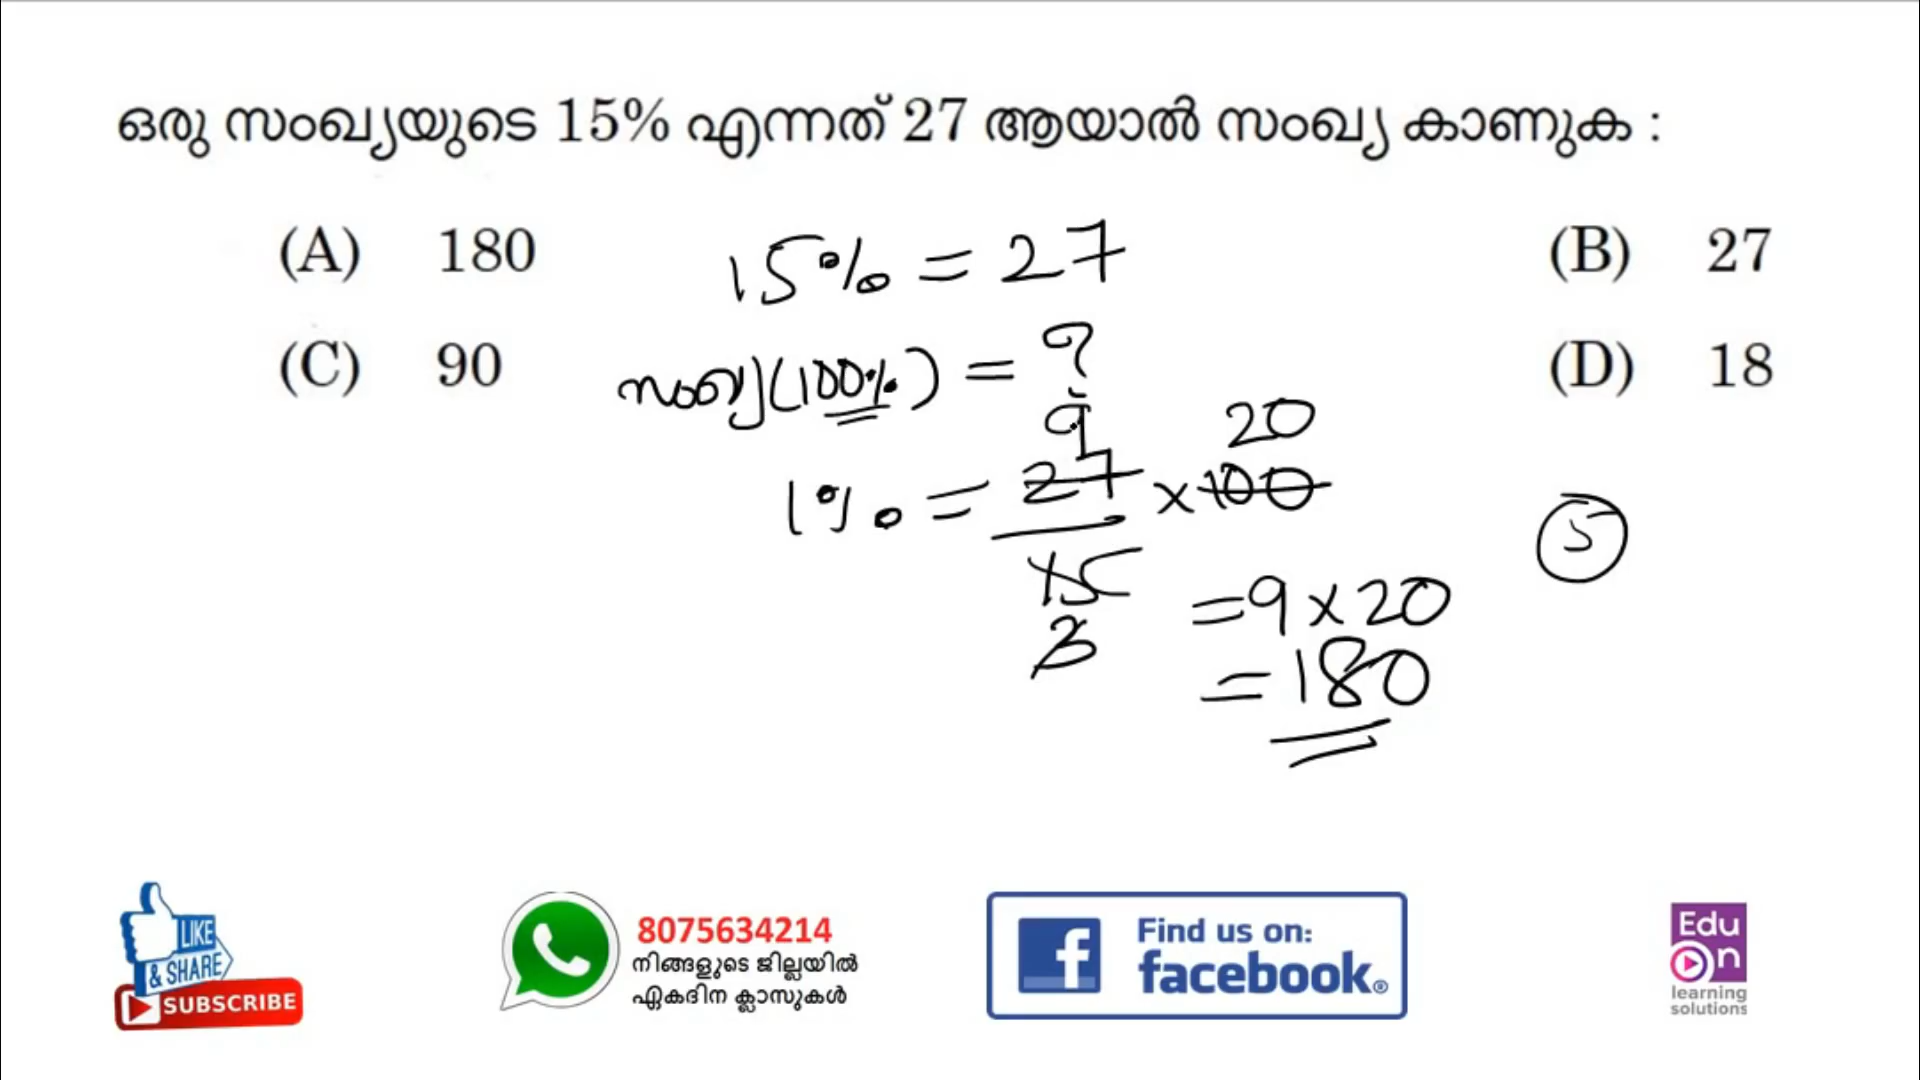 ഒരു സംഖ്യയുടെ 15% എന്നത് 27 ആയാൽ സംഖ്യ കാണുക :
(A) 180
(B) 27
(C) 90
(D) 18
15% = 27
സംഖ്യ (100%) = ?
9
20
1% = 27 × 100
15
3
5
= 9 × 20
= 180
LIKE
& SHARE
SUBSCRIBE
8075634214
നിങ്ങളുടെ ജില്ലയിൽ
ഏകദിന ക്ലാസുകൾ
f
Find us on:
facebook®
Edu
On
learning
solutions